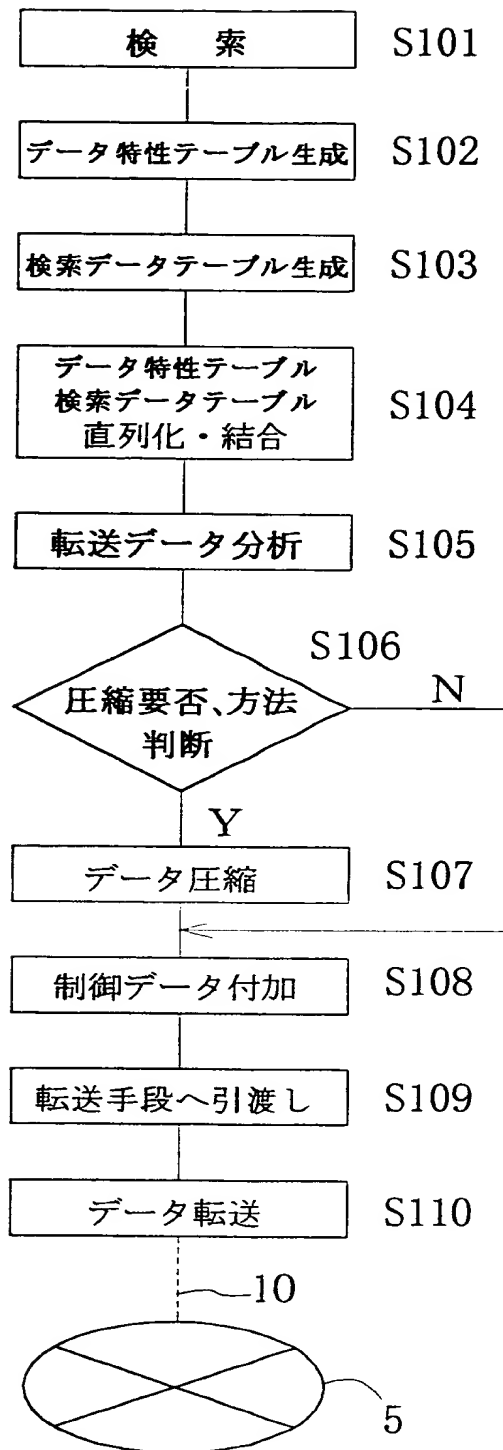 検 索 S101
データ特性テーブル生成 S102
検索データテーブル生成 S103
データ特性テーブル
検索データテーブル S104
直列化・結合
転送データ分析 S105
S106
圧縮要否、方法 N
判断
Y
データ圧縮 S107
制御データ付加 S108
転送手段へ引渡し S109
データ転送 S110
10
5